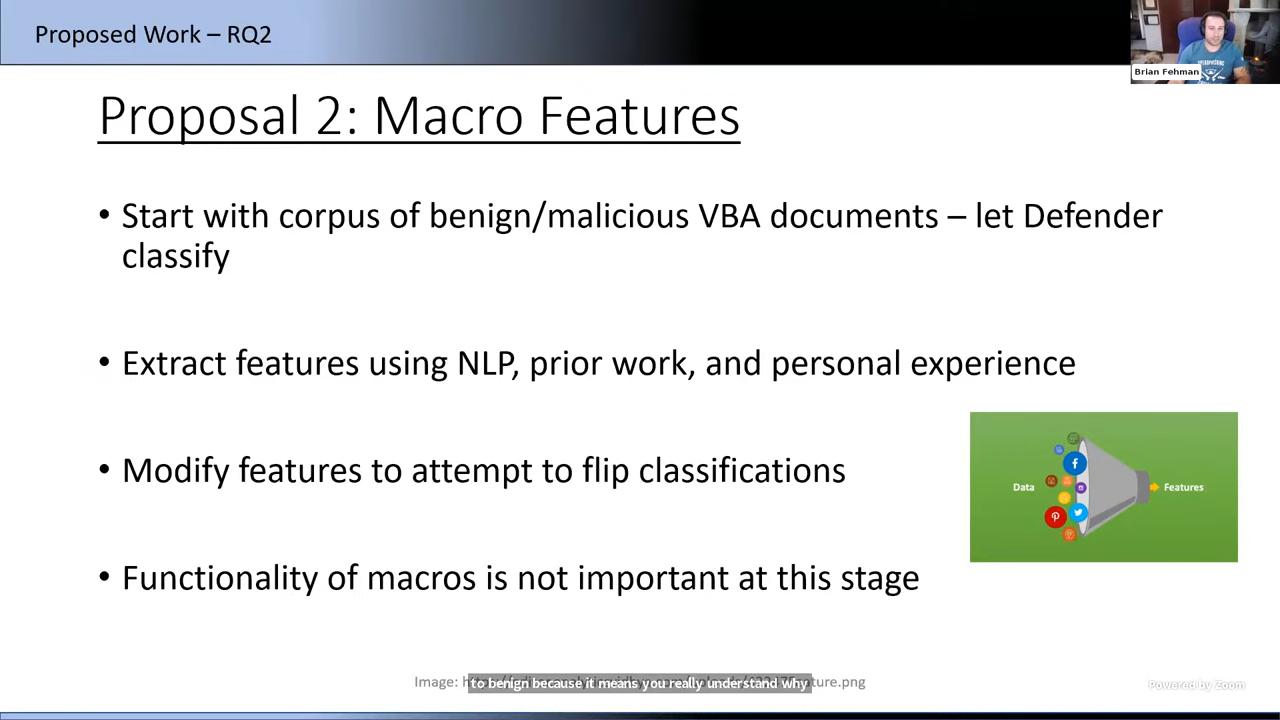 Proposed Work – RQ2
Brian Fehman
Proposal 2: Macro Features
• Start with corpus of benign/malicious VBA documents – let Defender
classify
• Extract features using NLP, prior work, and personal experience
• Modify features to attempt to flip classifications
Data
Features
• Functionality of macros is not important at this stage
Image:
to benign because it means you really understand why
ture.png
Powered by Zoom